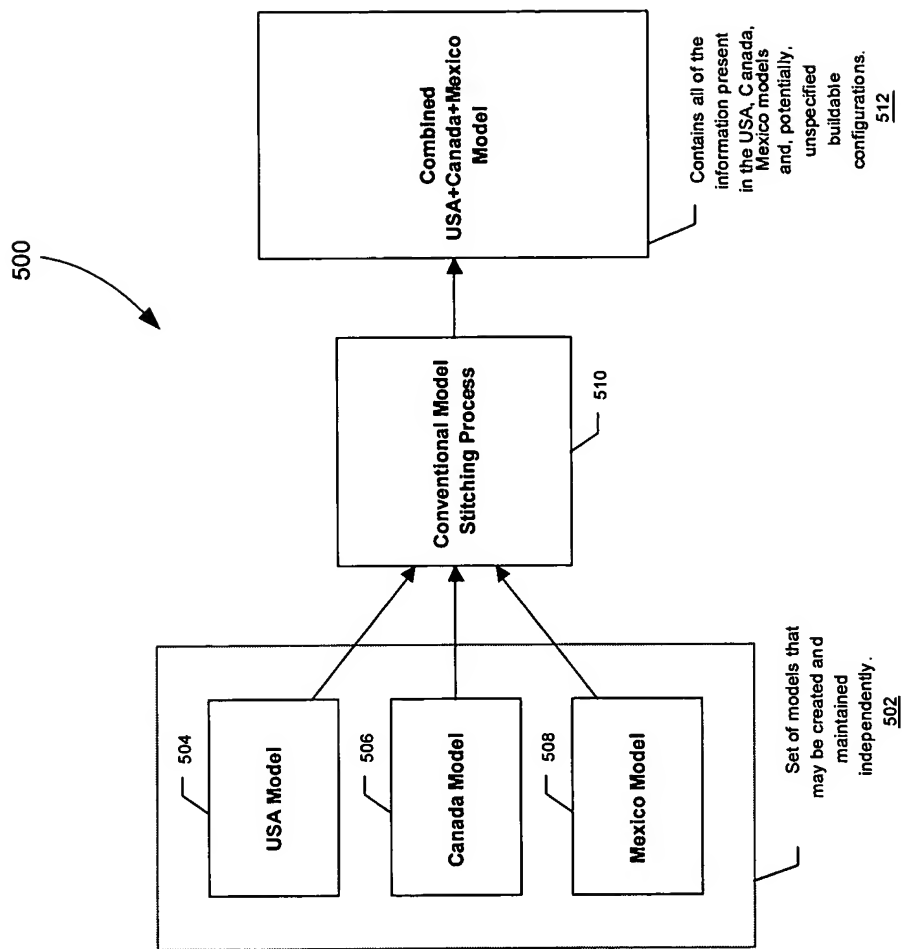 500
Set of models that
may be created and
maintained
independently.
502
504
USA Model
506
Canada Model
508
Mexico Model
Conventional Model
Stitching Process
510
Combined
USA+Canada+Mexico
Model
Contains all of the
information present
in the USA, Canada,
Mexico models
and, potentially,
unspecified
buildable
configurations.
512